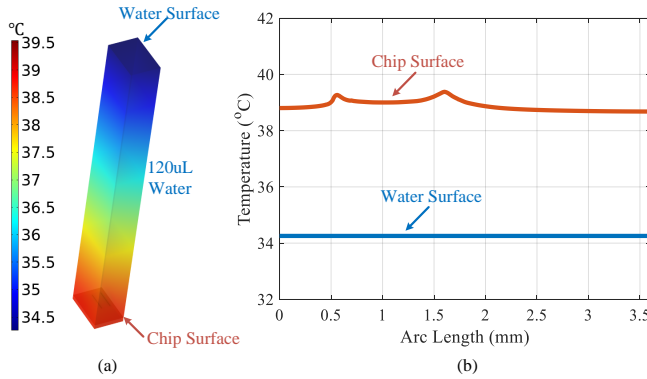 ℃
Water Surface
39.5
39
38.5
38
37.5
37
36.5
36
35.5
35
34.5
120uL
Water
Chip Surface
(a)
42
40
38
36
34
32
Temperature (°C)
Chip Surface
Water Surface
0
0.5
1
1.5
2
2.5
3
3.5
Arc Length (mm)
(b)